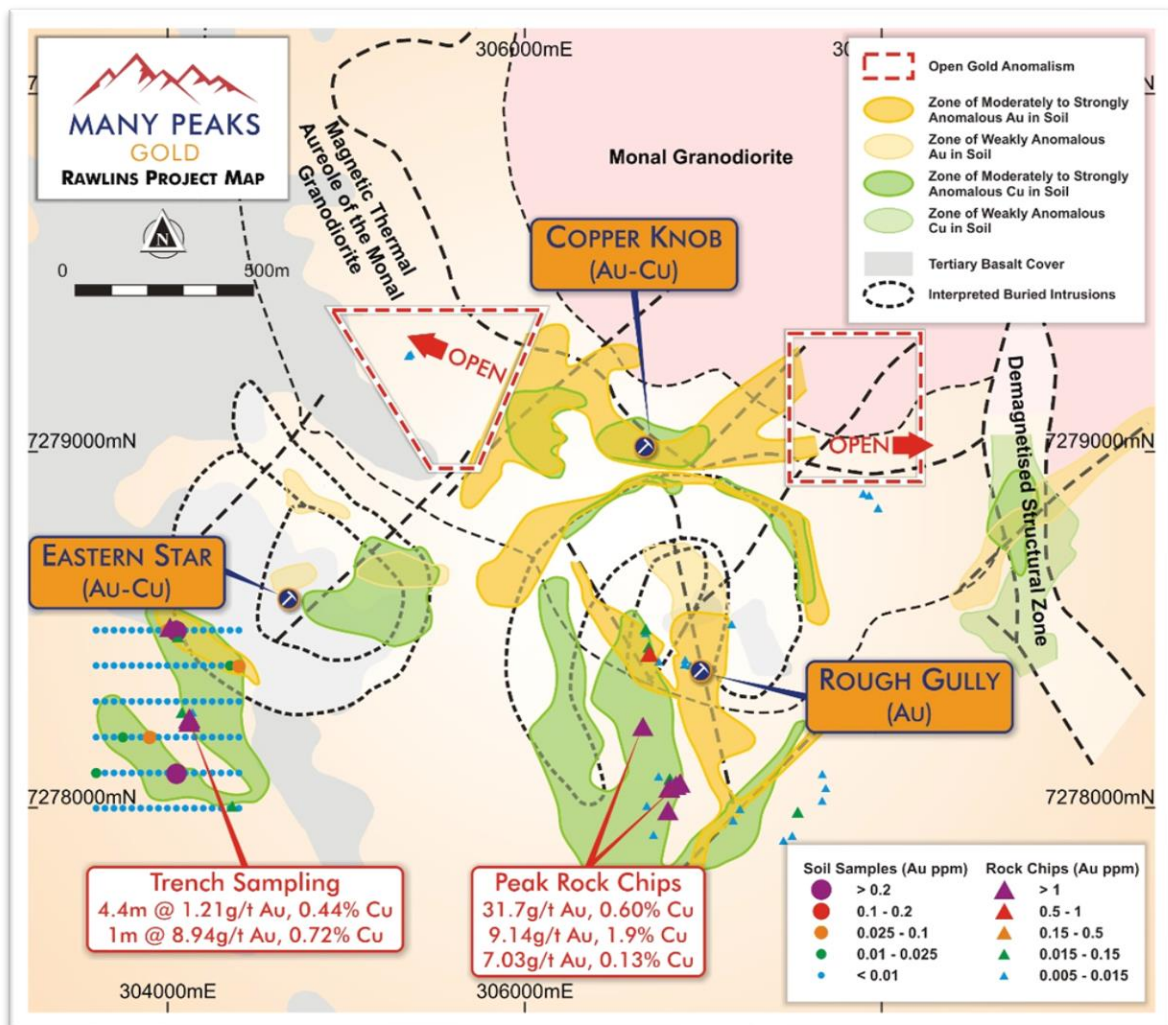 306000mE
30
7
MANY PEAKS
GOLD
RAWLINS PROJECT MAP
N
0
500m
Magnetic Thermal
Aureole of the Monal
Granodiorite
Monal Granodiorite
COPPER KNOB
(Au-Cu)
Open Gold Anomalism
Zone of Moderately to Strongly
Anomalous Au in Soil
Zone of Weakly Anomalous
Au in Soil
Zone of Moderately to Strongly
Anomalous Cu in Soil
Zone of Weakly Anomalous
Cu in Soil
Tertiary Basalt Cover
Interpreted Buried Intrusions
OPEN
OPEN
7279000mN
7279000mN
Demagnetised Structural Zone
EASTERN STAR
(Au-Cu)
ROUGH GULLY
(Au)
7278000mN
7278000mN
Trench Sampling
4.4m @ 1.21g/t Au, 0.44% Cu
1m @ 8.94g/t Au, 0.72% Cu
Peak Rock Chips
31.7g/t Au, 0.60% Cu
9.14g/t Au, 1.9% Cu
7.03g/t Au, 0.13% Cu
Soil Samples (Au ppm)
> 0.2
0.1 - 0.2
0.025 - 0.1
0.01 - 0.025
< 0.01
Rock Chips (Au ppm)
> 1
0.5 - 1
0.15 - 0.5
0.015 - 0.15
0.005 - 0.015
304000mE
306000mE